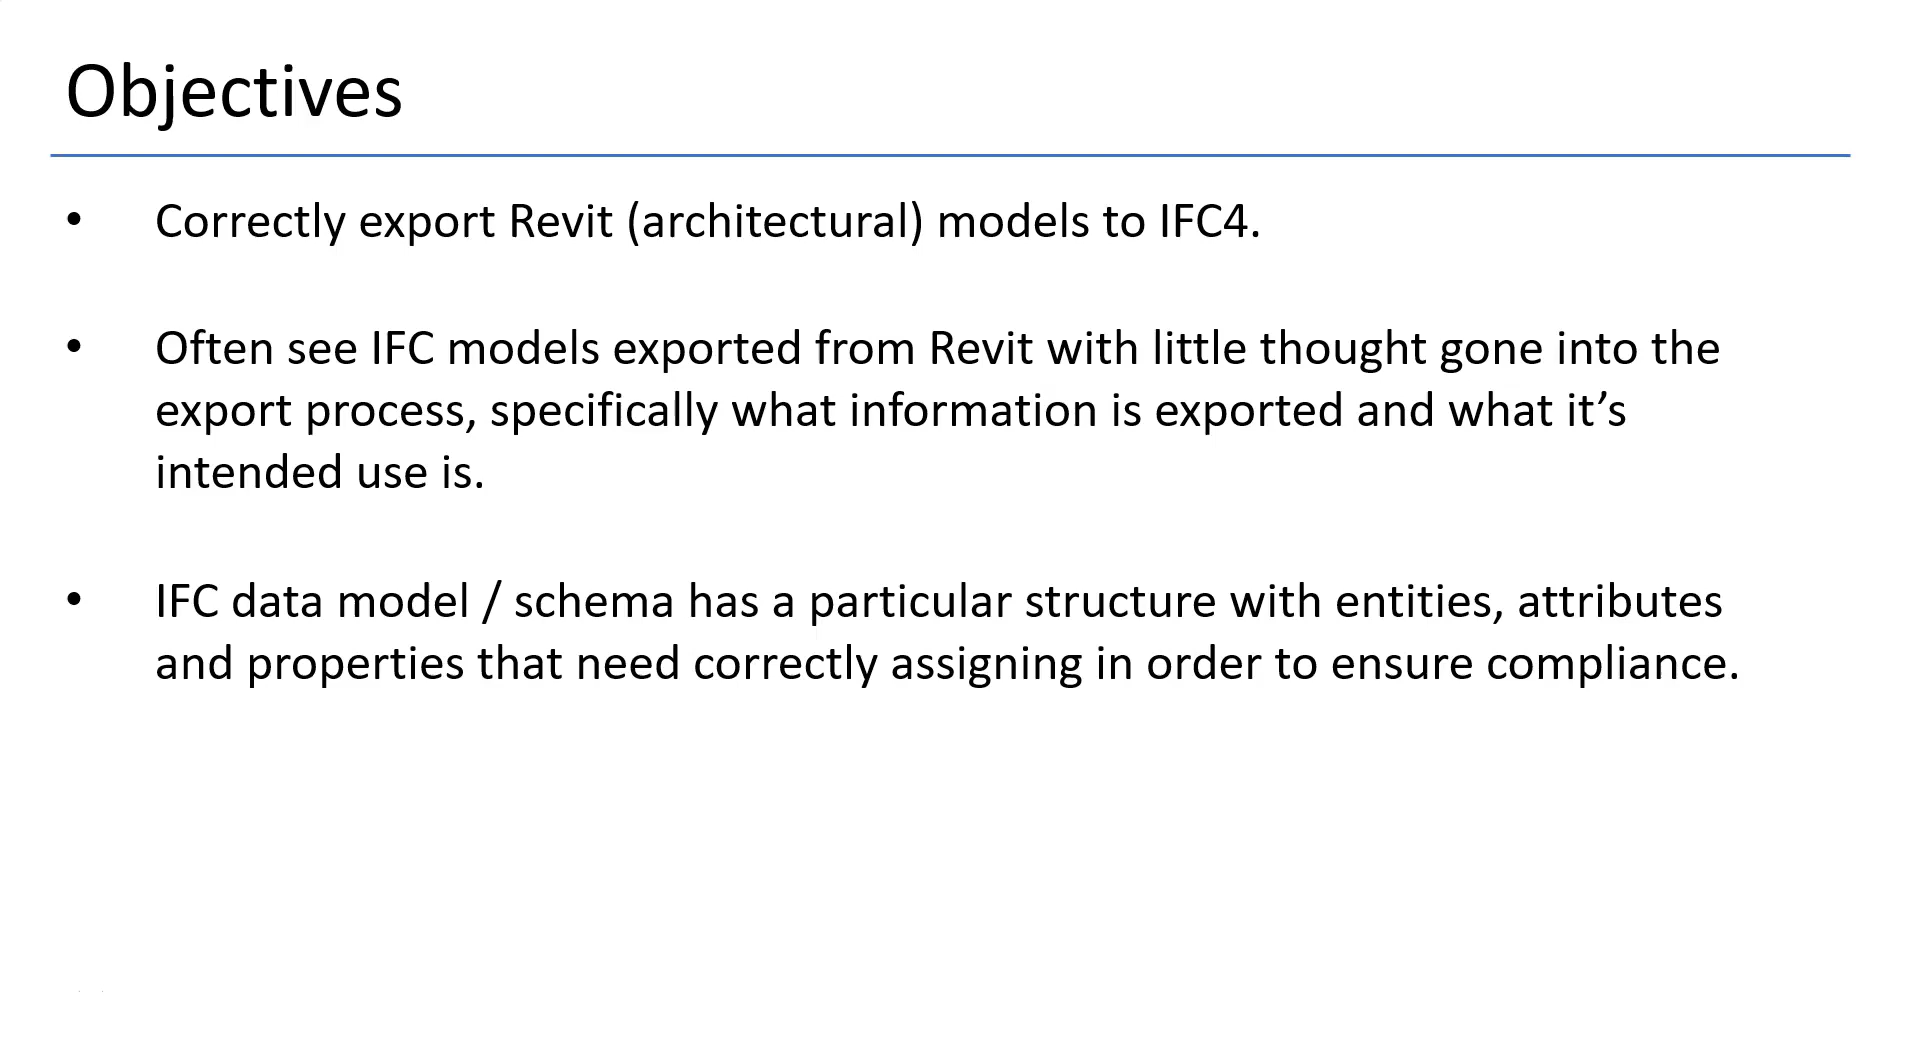 Objectives
• Correctly export Revit (architectural) models to IFC4.
• Often see IFC models exported from Revit with little thought gone into the
export process, specifically what information is exported and what it’s
intended use is.
• IFC data model / schema has a particular structure with entities, attributes
and properties that need correctly assigning in order to ensure compliance.